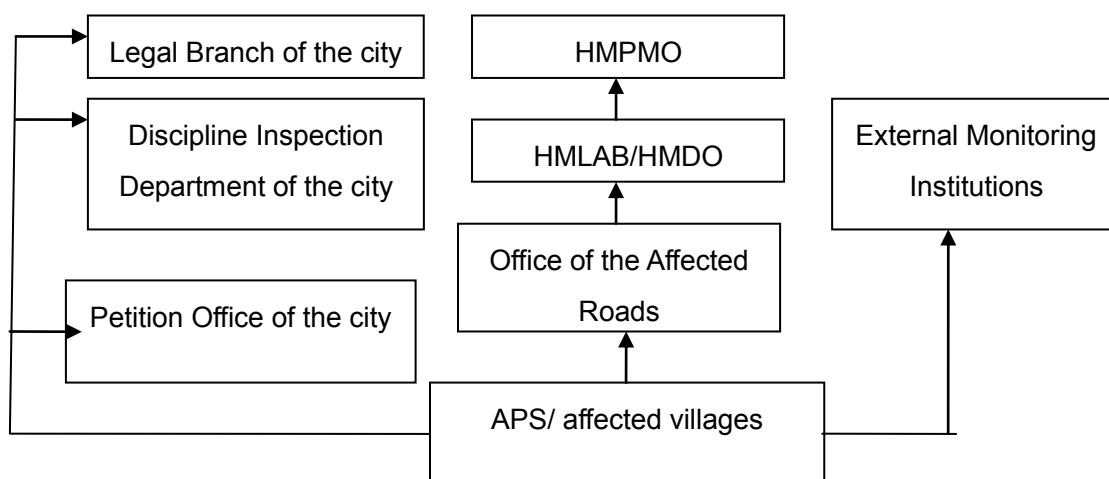 Legal Branch of the city
HMPMO
Discipline Inspection
Department of the city
HMLAB/HMDO
External Monitoring
Institutions
Office of the Affected
Roads
Petition Office of the city
APS/ affected villages